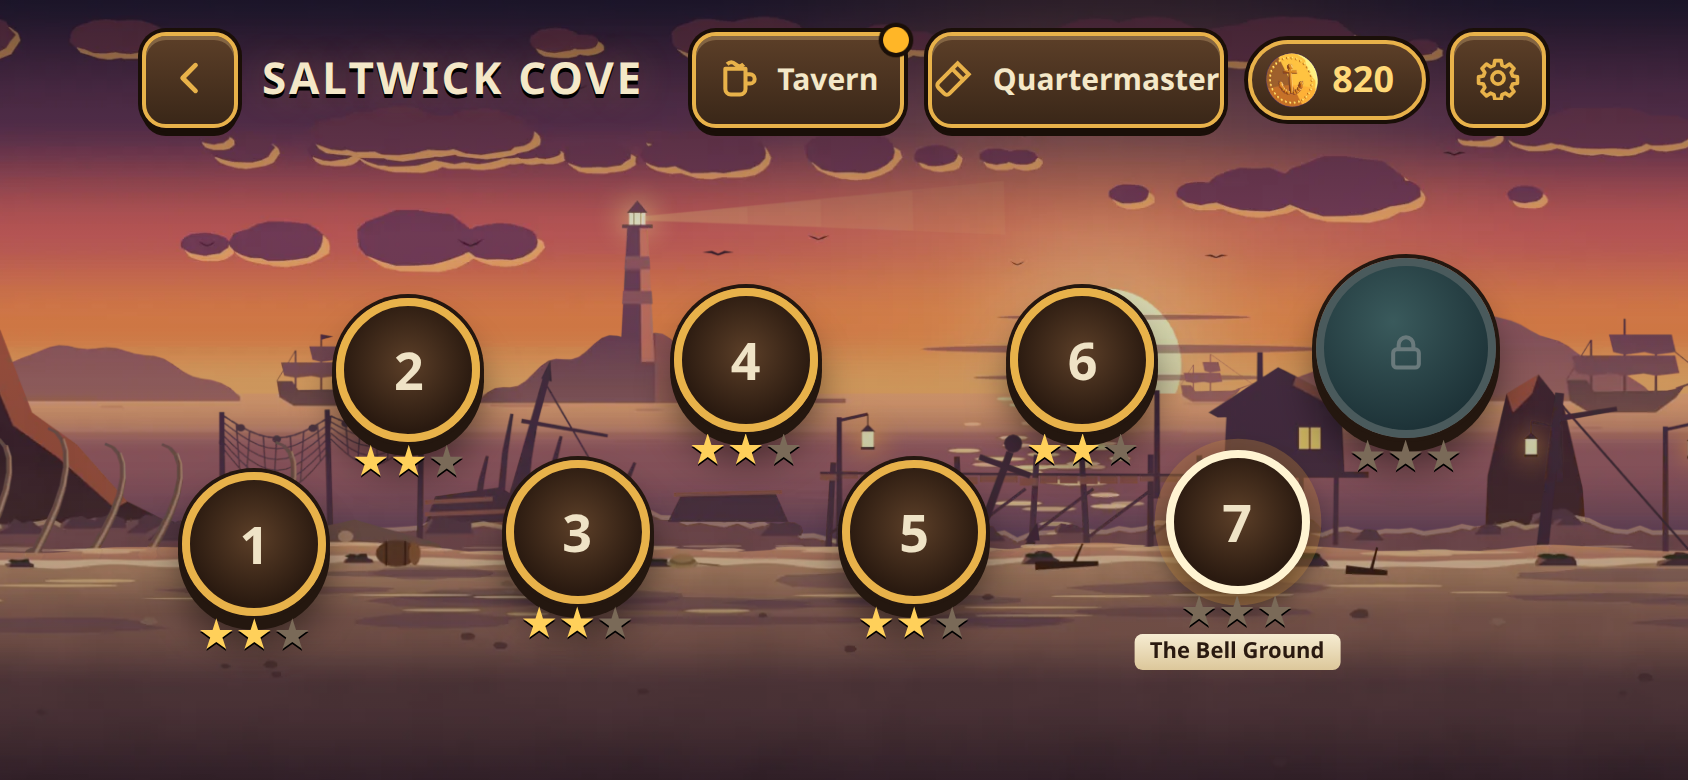 SALTWICK COVE
Tavern
Quartermaster
820
2
4
6
1
3
5
7
The Bell Ground